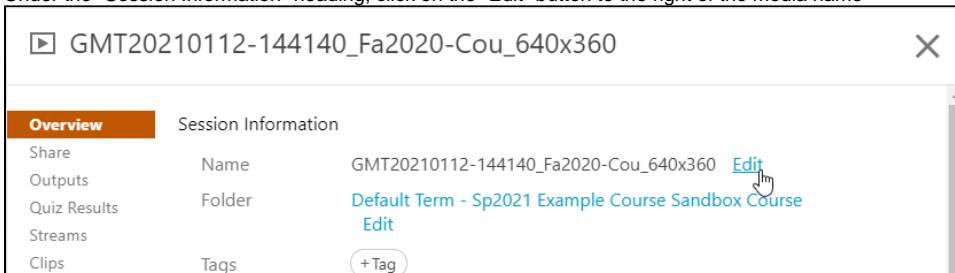 Under the "Session Information" heading, click on the "Edit" button to the right of the media name
GMT20210112-144140_Fa2020-Cou_640x360
Overview
Session Information
Share
Name GMT20210112-144140_Fa2020-Cou_640x360 Edit
Outputs
Quiz Results
Folder Default Term - Sp2021 Example Course Sandbox Course
Edit
Streams
Clips
Tags +Tag